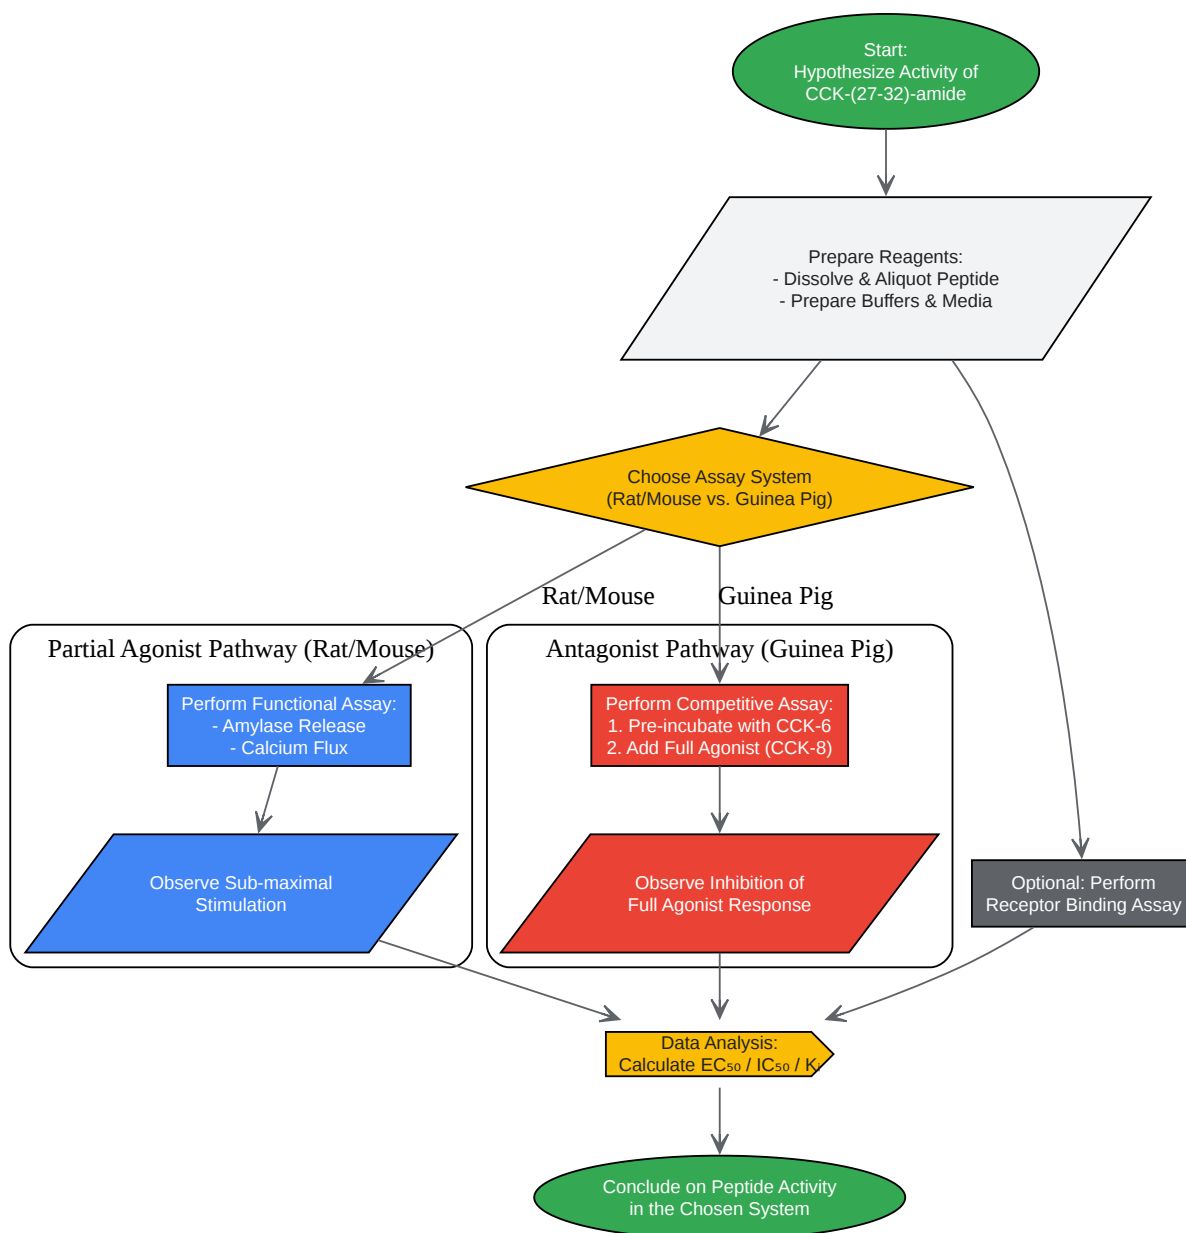 Start:
Hypothesize Activity of
CCK-(27-32)-amide
Prepare Reagents:
- Dissolve & Aliquot Peptide
- Prepare Buffers & Media
Choose Assay System
(Rat/Mouse vs. Guinea Pig)
Rat/Mouse
Guinea Pig
Partial Agonist Pathway (Rat/Mouse)
Perform Functional Assay:
- Amylase Release
- Calcium Flux
Observe Sub-maximal
Stimulation
Antagonist Pathway (Guinea Pig)
Perform Competitive Assay:
1. Pre-incubate with CCK-6
2. Add Full Agonist (CCK-8)
Observe Inhibition of
Full Agonist Response
Optional: Perform
Receptor Binding Assay
Data Analysis:
Calculate EC₅₀ / IC₅₀ / Kᵢ
Conclude on Peptide Activity
in the Chosen System